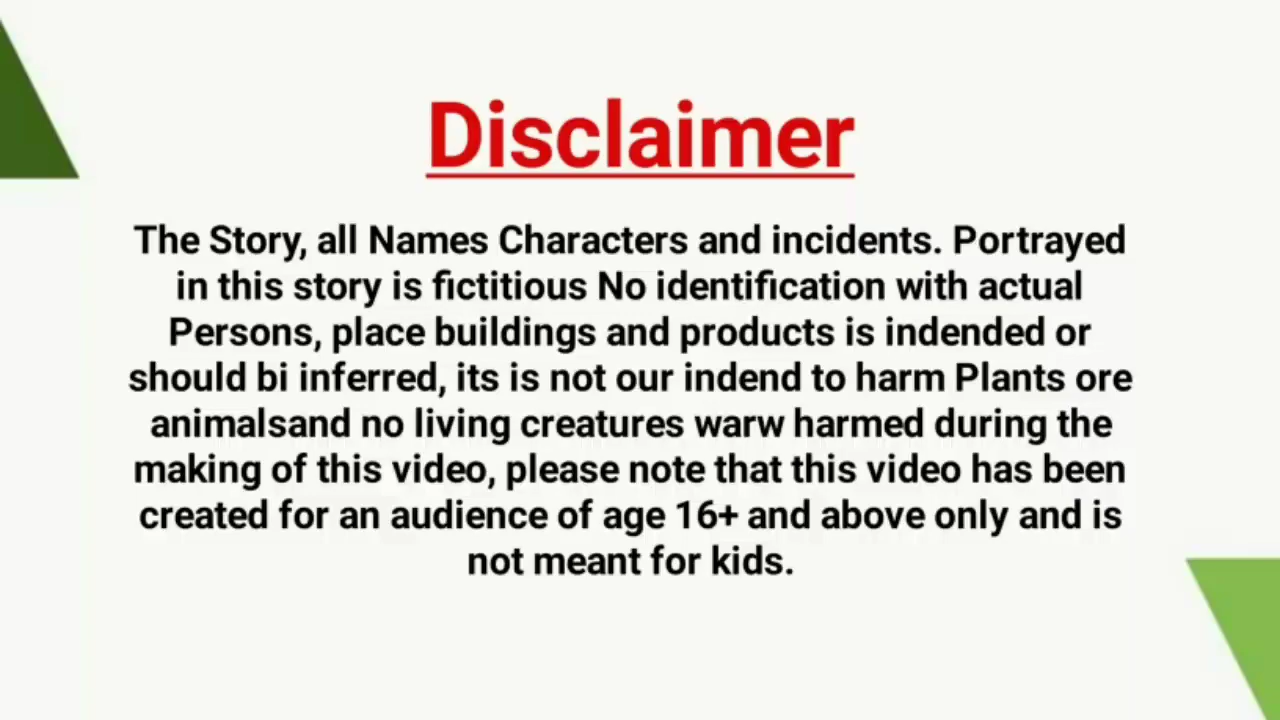 Disclaimer
The Story, all Names Characters and incidents. Portrayed
in this story is fictitious No identification with actual
Persons, place buildings and products is indended or
should bi inferred, its is not our indend to harm Plants ore
animalsand no living creatures warw harmed during the
making of this video, please note that this video has been
created for an audience of age 16+ and above only and is
not meant for kids.